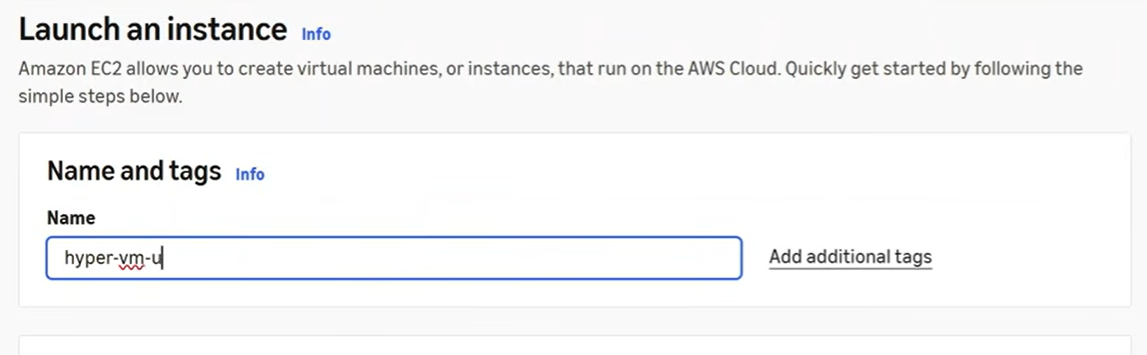 Launch an instance Info
Amazon EC2 allows you to create virtual machines, or instances, that run on the AWS Cloud. Quickly get started by following the
simple steps below.
Name and tags Info
Name
hyper-vm-u
Add additional tags